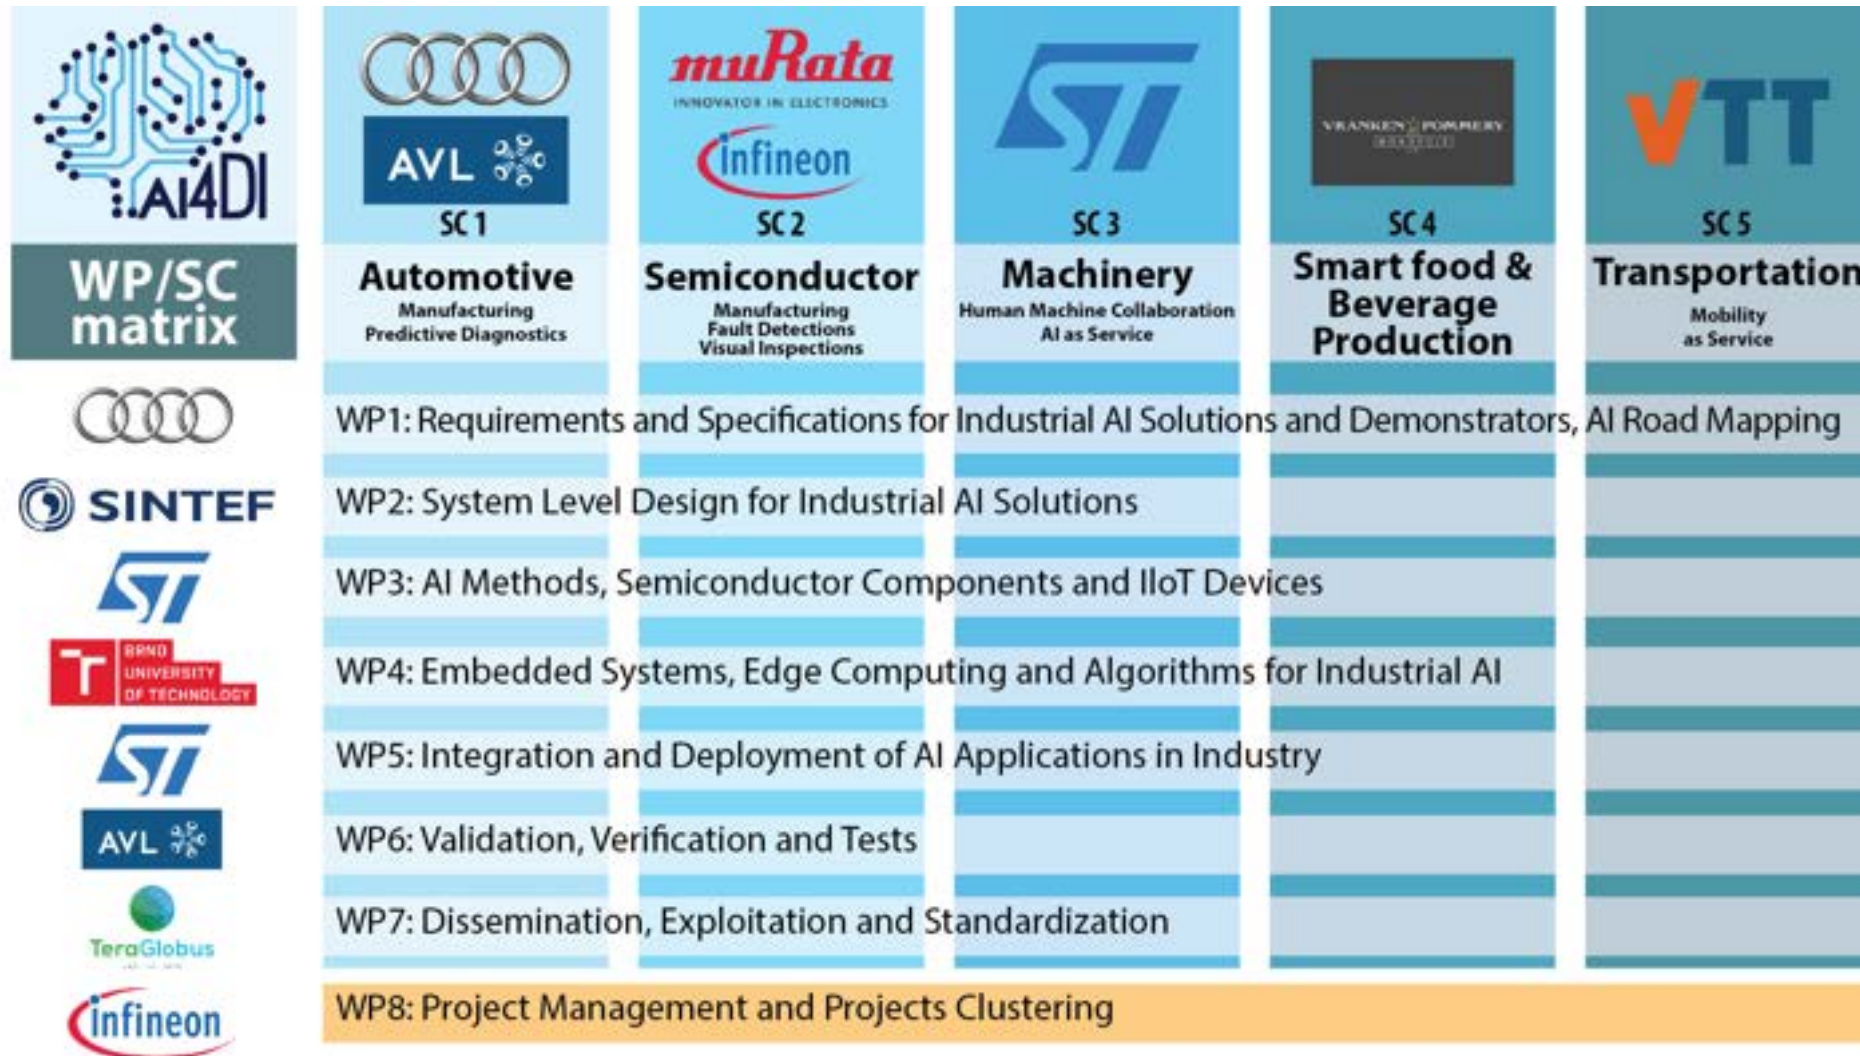 AI4DI
AVL
SC 1
muRata
INNOVATOR IN ELECTRONICS
infineon
SC 2
ST
SC 3
VRANKEN POMMERY
SC 4
VTT
SC 5
WP/SC
matrix
Automotive
Manufacturing
Predictive Diagnostics
Semiconductor
Manufacturing
Fault Detections
Visual Inspections
Machinery
Human Machine Collaboration
AI as Service
Smart food &
Beverage
Production
Transportation
Mobility
as Service
WP1: Requirements and Specifications for Industrial AI Solutions and Demonstrators, AI Road Mapping
SINTEF
WP2: System Level Design for Industrial AI Solutions
ST
WP3: AI Methods, Semiconductor Components and IIoT Devices
T
BRNO
UNIVERSITY
OF TECHNOLOGY
WP4: Embedded Systems, Edge Computing and Algorithms for Industrial AI
ST
WP5: Integration and Deployment of AI Applications in Industry
AVL
WP6: Validation, Verification and Tests
TeraGlobus
WP7: Dissemination, Exploitation and Standardization
infineon
WP8: Project Management and Projects Clustering